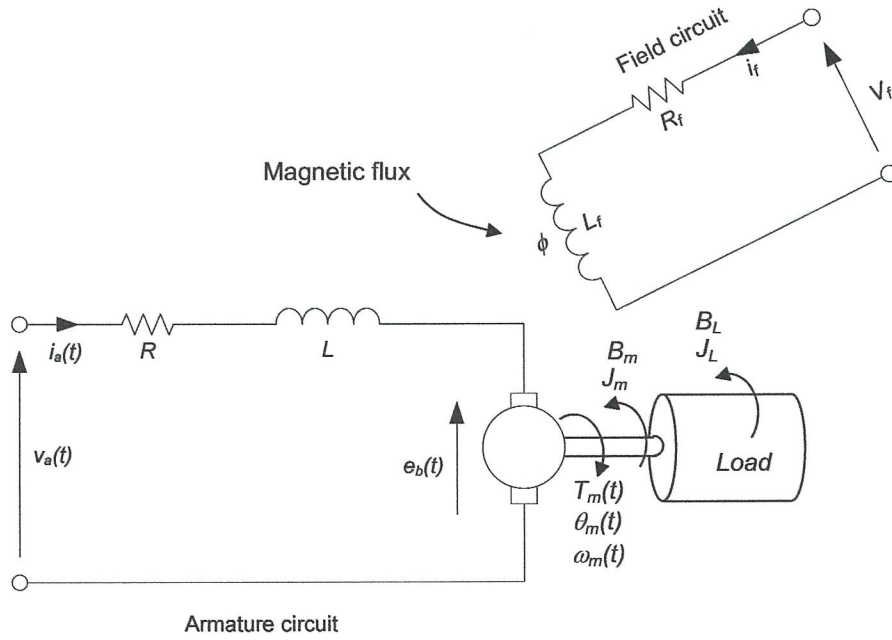 Field circuit
i_f
V_f
R_f
Magnetic flux
L_f
ϕ
i_a(t)
R
L
B_m
J_m
B_L
J_L
v_a(t)
e_b(t)
Load
T_m(t)
θ_m(t)
ω_m(t)
Armature circuit